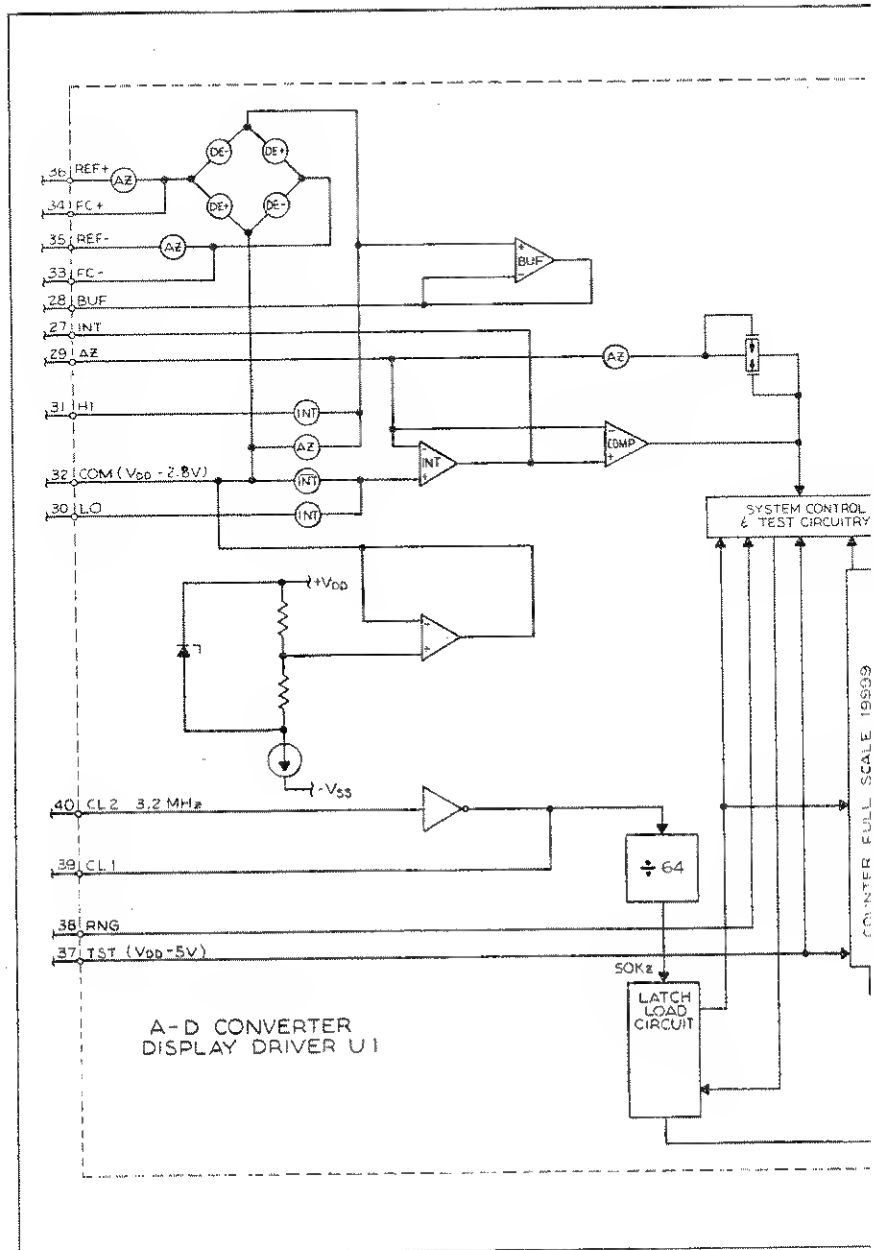 DE- DE+
36 REF+ AZ
34 FC+
DE+ DE-
35 REF- AZ
33 FC-
+ BUF -
28 BUF
27 INT
29 AZ AZ
31 HI INT
AZ
- INT +
- COMP +
32 COM (VDD-2.8V) INT
30 LO INT
SYSTEM CONTROL
& TEST CIRCUITRY
+VDD
-VSS
COUNTER FULL SCALE 19999
40 CL2 3.2 MHz
÷ 64
39 CL1
38 RNG
37 TST (VDD-5V)
50Kz
LATCH
LOAD
CIRCUIT
A-D CONVERTER
DISPLAY DRIVER U1